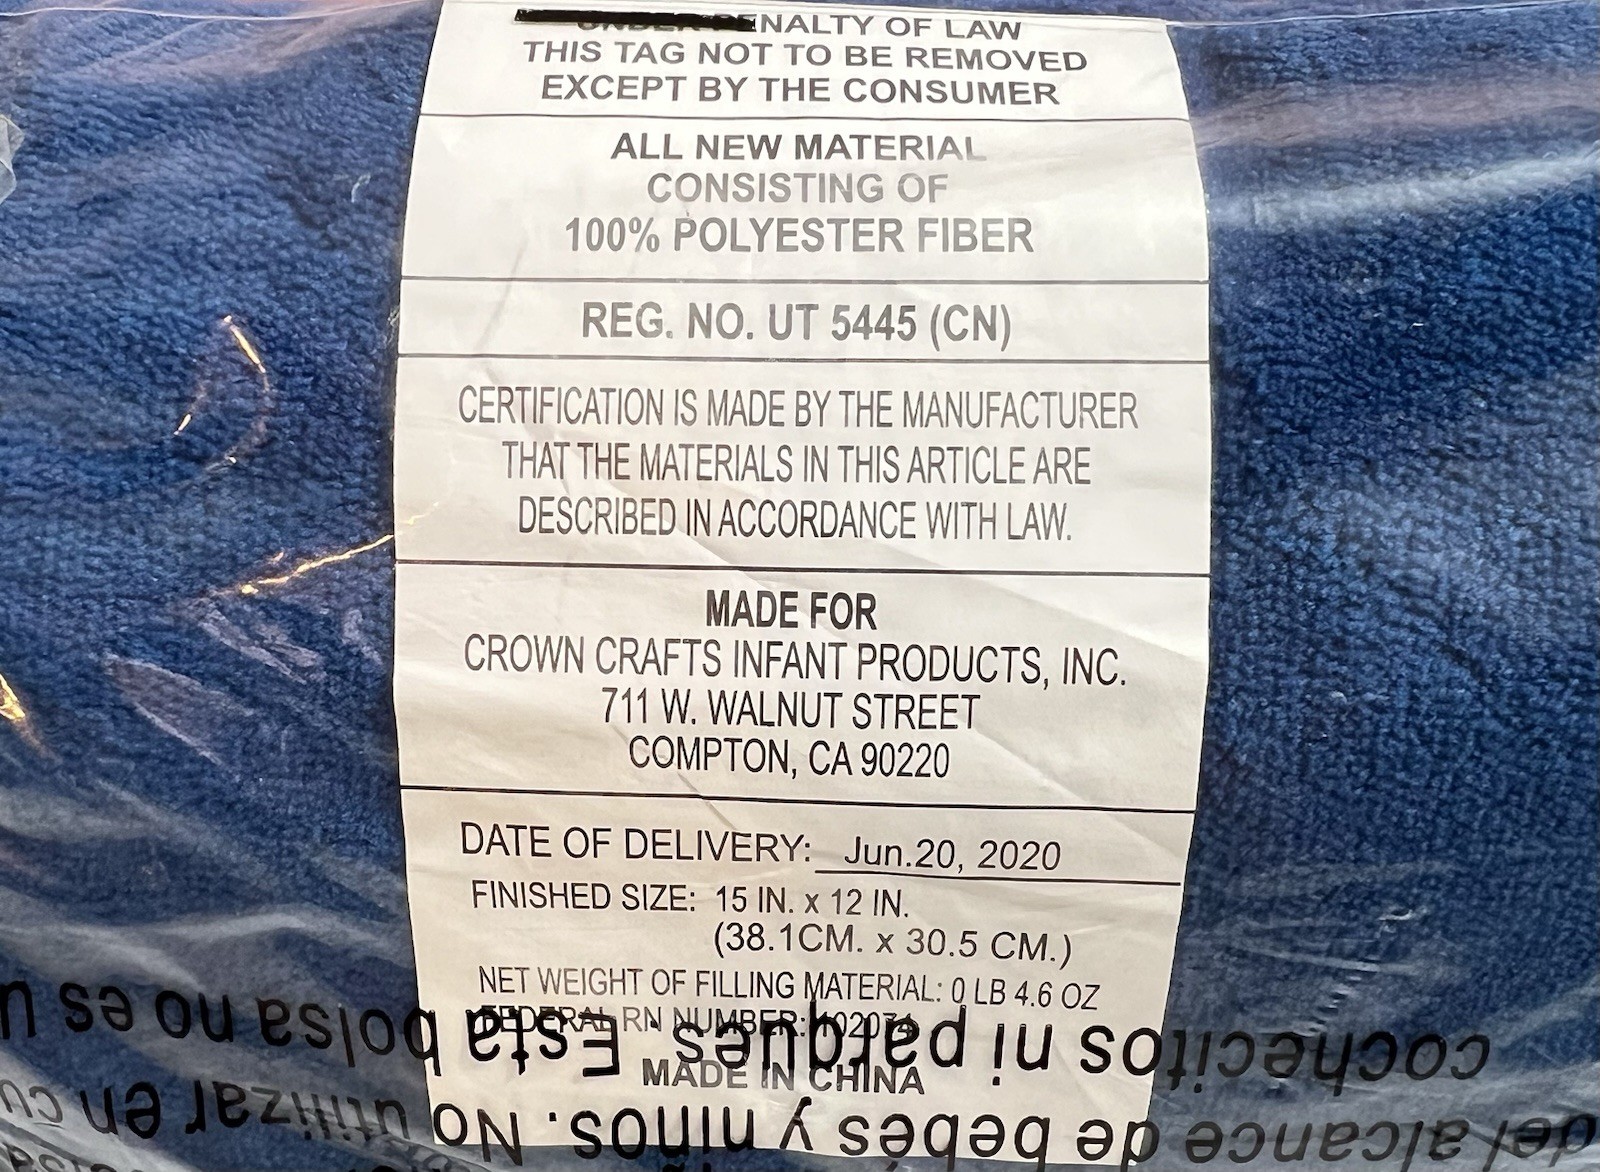 UNDER PENALTY OF LAW
THIS TAG NOT TO BE REMOVED
EXCEPT BY THE CONSUMER
ALL NEW MATERIAL
CONSISTING OF
100% POLYESTER FIBER
REG. NO. UT 5445 (CN)
CERTIFICATION IS MADE BY THE MANUFACTURER
THAT THE MATERIALS IN THIS ARTICLE ARE
DESCRIBED IN ACCORDANCE WITH LAW.
MADE FOR
CROWN CRAFTS INFANT PRODUCTS, INC.
711 W. WALNUT STREET
COMPTON, CA 90220
DATE OF DELIVERY: Jun.20, 2020
FINISHED SIZE: 15 IN. x 12 IN.
(38.1CM. x 30.5 CM.)
NET WEIGHT OF FILLING MATERIAL: 0 LB 4.6 OZ
FEDERAL RN NUMBER: 102074
MADE IN CHINA
del alcance de bebés y niños. No utilizar en
cochecitos ni parques. Esta bolsa no es